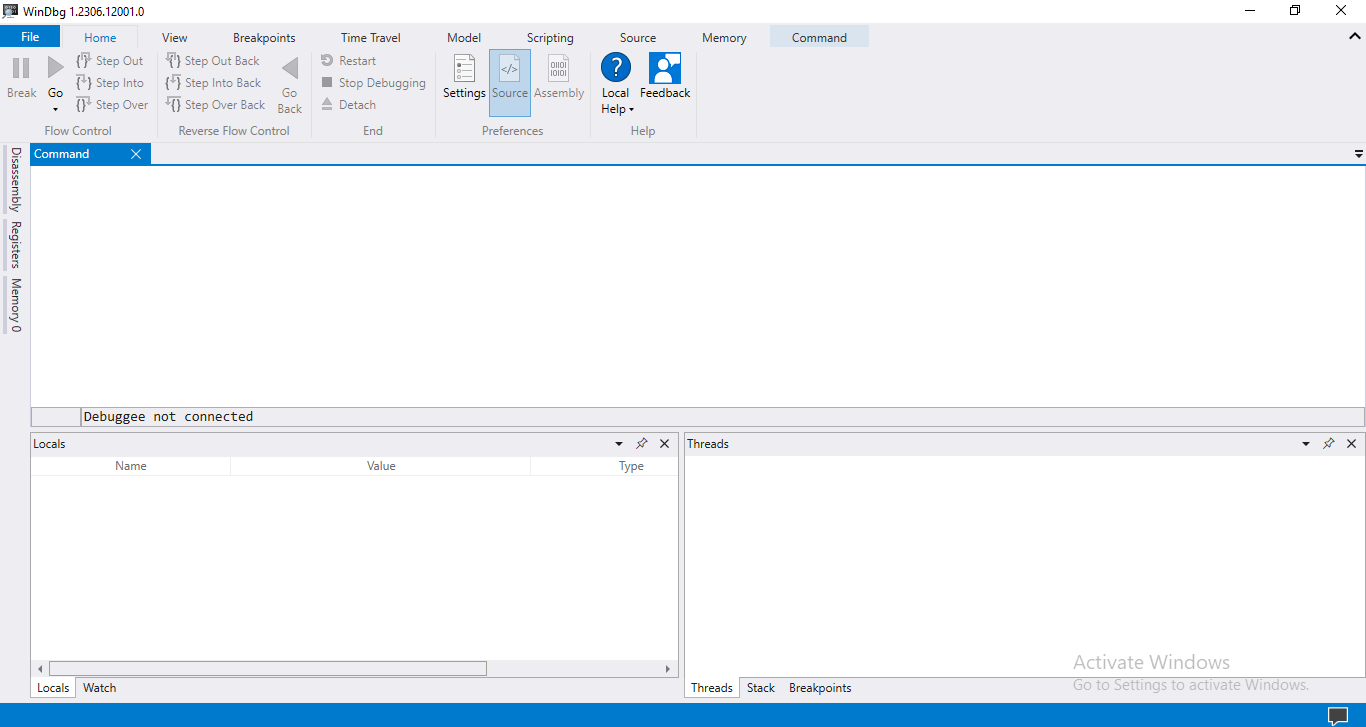 WinDbg 1.2306.12001.0
File Home View Breakpoints Time Travel Model Scripting Source Memory Command
Break
Go
Step Out
Step Into
Step Over
Flow Control
Step Out Back
Step Into Back
Step Over Back
Go
Back
Reverse Flow Control
Restart
Stop Debugging
Detach
End
Settings
Source
Assembly
Preferences
Local
Help
Feedback
Help
Disassembly
Registers
Memory 0
Command
Debuggee not connected
Locals
Name Value Type
Locals Watch
Threads
Threads Stack Breakpoints
Activate Windows
Go to Settings to activate Windows.